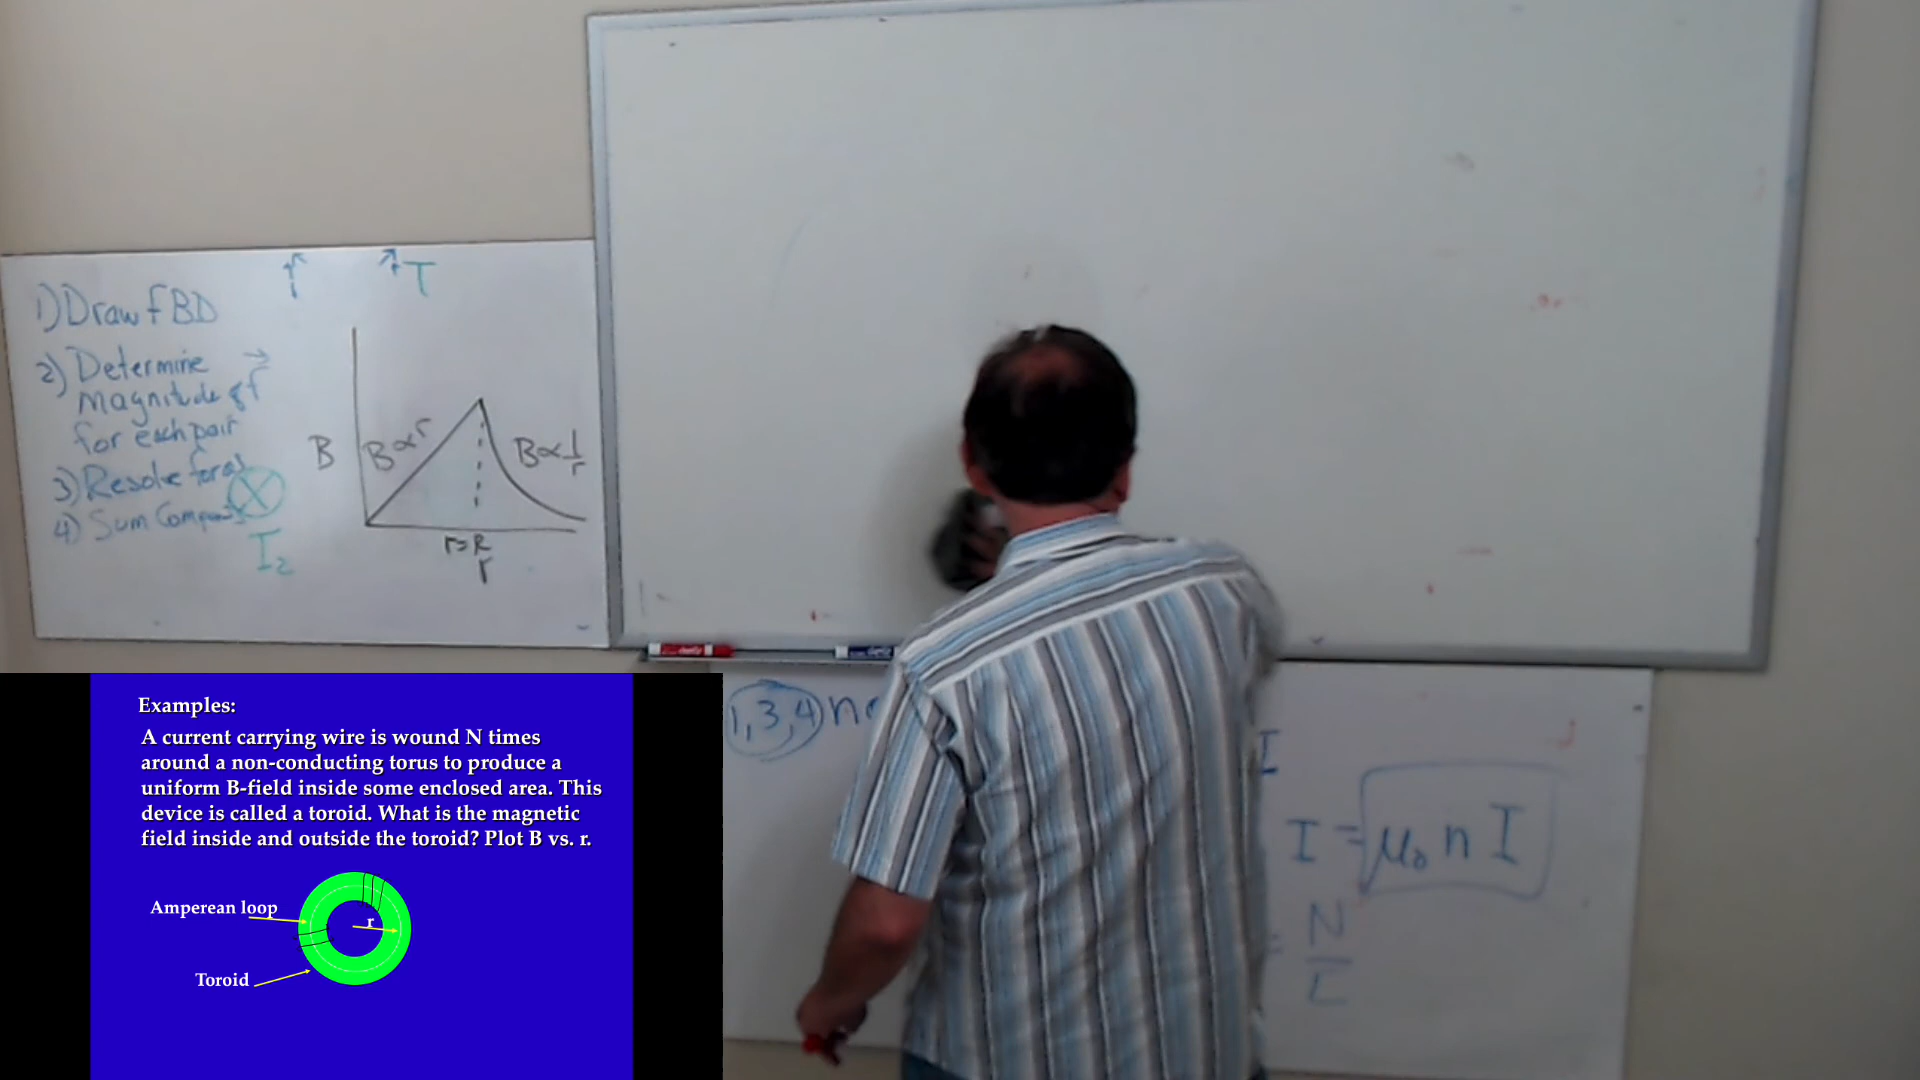 1) Draw FBD
2) Determine
Magnitude of F
for each pair
3) Resolve forces
4) Sum
I2
r
T
B
B∝r
B∝1/r
r=R
r
1,3,4)
I
I = μ₀ n I
= N/L
Examples:
A current carrying wire is wound N times
around a non-conducting torus to produce a
uniform B-field inside some enclosed area. This
device is called a toroid. What is the magnetic
field inside and outside the toroid? Plot B vs. r.
Amperean loop
r
Toroid